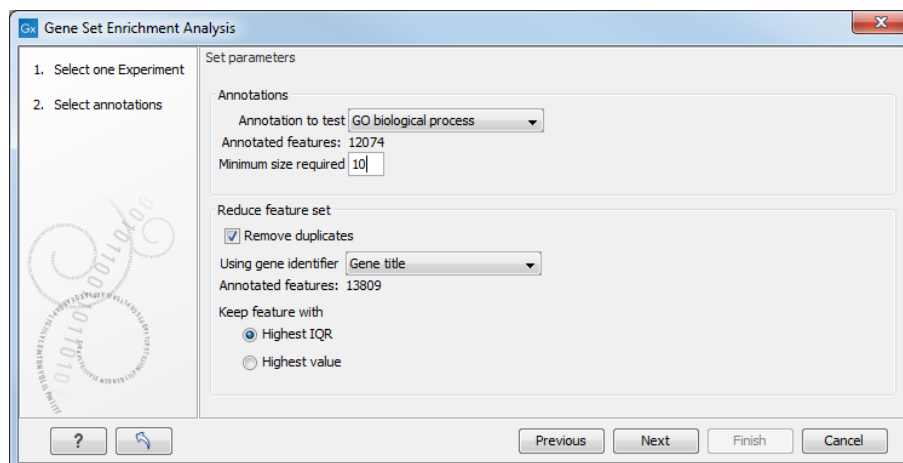 Gx Gene Set Enrichment Analysis
1. Select one Experiment
2. Select annotations
Set parameters
Annotations
Annotation to test GO biological process
Annotated features: 12074
Minimum size required 10
Reduce feature set
Remove duplicates
Using gene identifier Gene title
Annotated features: 13809
Keep feature with
Highest IQR
Highest value
? Previous Next Finish Cancel